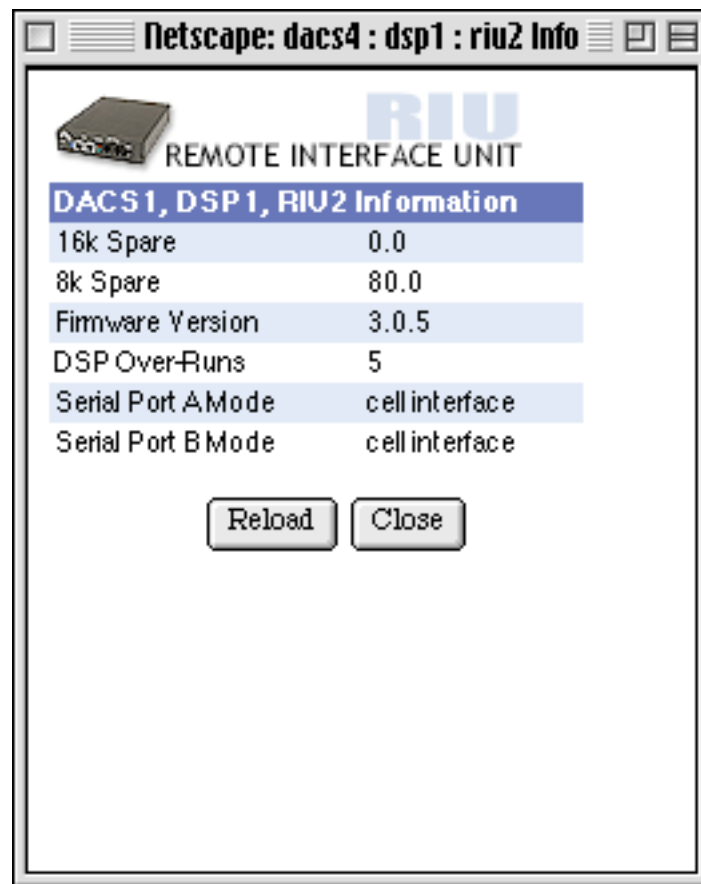 Netscape: dacs4 : dsp1 : riu2 Info
RIU
REMOTE INTERFACE UNIT
DACS1, DSP1, RIU2 Information
16k Spare 0.0
8k Spare 80.0
Firmware Version 3.0.5
DSP Over-Runs 5
Serial Port A Mode cell interface
Serial Port B Mode cell interface
Reload Close